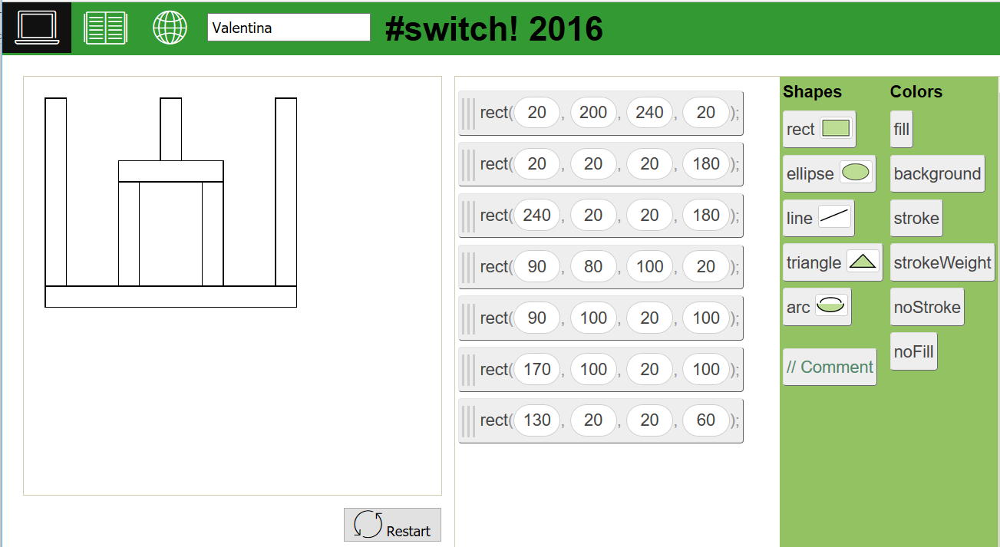 Valentina
#switch! 2016
rect( 20 , 200 , 240 , 20 );
rect( 20 , 20 , 20 , 180 );
rect( 240 , 20 , 20 , 180 );
rect( 90 , 80 , 100 , 20 );
rect( 90 , 100 , 20 , 100 );
rect( 170 , 100 , 20 , 100 );
rect( 130 , 20 , 20 , 60 );
Shapes
rect
ellipse
line
triangle
arc
// Comment
Colors
fill
background
stroke
strokeWeight
noStroke
noFill
Restart